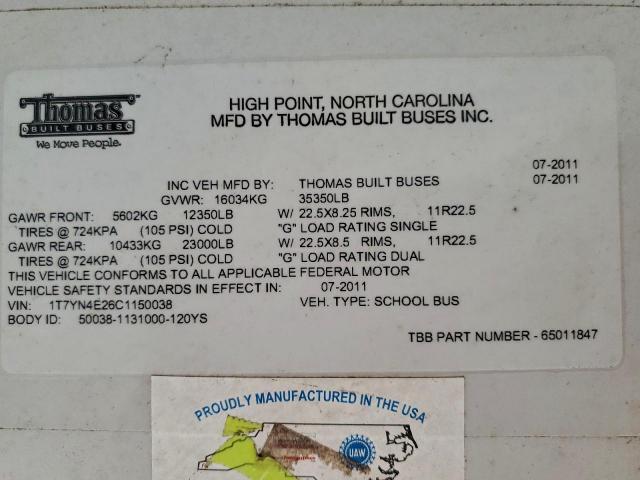 Thomas
BUILT BUSES
We Move People.
HIGH POINT, NORTH CAROLINA
MFD BY THOMAS BUILT BUSES INC.
07-2011
INC VEH MFD BY: THOMAS BUILT BUSES 07-2011
GVWR: 16034KG 35350LB
GAWR FRONT: 5602KG 12350LB W/ 22.5X8.25 RIMS, 11R22.5
TIRES @ 724KPA (105 PSI) COLD "G" LOAD RATING SINGLE
GAWR REAR: 10433KG 23000LB W/ 22.5X8.5 RIMS, 11R22.5
TIRES @ 724KPA (105 PSI) COLD "G" LOAD RATING DUAL
THIS VEHICLE CONFORMS TO ALL APPLICABLE FEDERAL MOTOR
VEHICLE SAFETY STANDARDS IN EFFECT IN: 07-2011
VIN: 1T7YN4E26C1150038 VEH. TYPE: SCHOOL BUS
BODY ID: 50038-1131000-120YS
TBB PART NUMBER - 65011847
PROUDLY MANUFACTURED IN THE USA
UAW